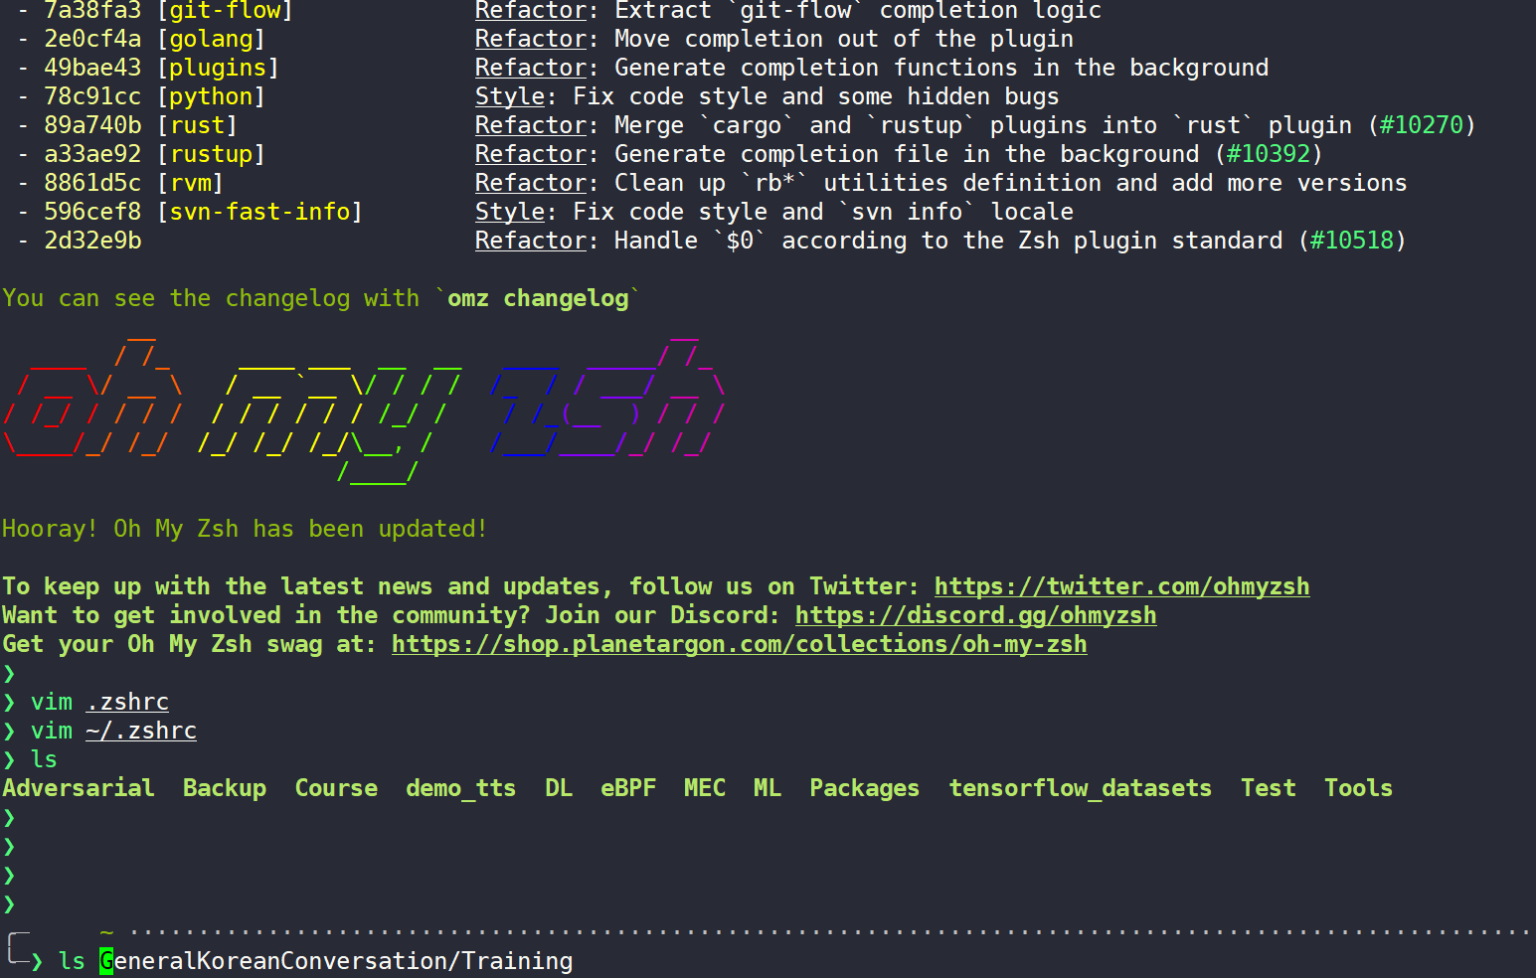 - 7a38fa3 [git-flow] Refactor: Extract `git-flow` completion logic
- 2e0cf4a [golang] Refactor: Move completion out of the plugin
- 49bae43 [plugins] Refactor: Generate completion functions in the background
- 78c91cc [python] Style: Fix code style and some hidden bugs
- 89a740b [rust] Refactor: Merge `cargo` and `rustup` plugins into `rust` plugin (#10270)
- a33ae92 [rustup] Refactor: Generate completion file in the background (#10392)
- 8861d5c [rvm] Refactor: Clean up `rb*` utilities definition and add more versions
- 596cef8 [svn-fast-info] Style: Fix code style and `svn info` locale
- 2d32e9b Refactor: Handle `$0` according to the Zsh plugin standard (#10518)
You can see the changelog with `omz changelog`
oh my zsh
Hooray! Oh My Zsh has been updated!
To keep up with the latest news and updates, follow us on Twitter: https://twitter.com/ohmyzsh
Want to get involved in the community? Join our Discord: https://discord.gg/ohmyzsh
Get your Oh My Zsh swag at: https://shop.planetargon.com/collections/oh-my-zsh
❯
❯ vim .zshrc
❯ vim ~/.zshrc
❯ ls
Adversarial Backup Course demo_tts DL eBPF MEC ML Packages tensorflow_datasets Test Tools
❯
❯
❯
❯
╭─ ~ ····································································
╰─❯ ls GeneralKoreanConversation/Training